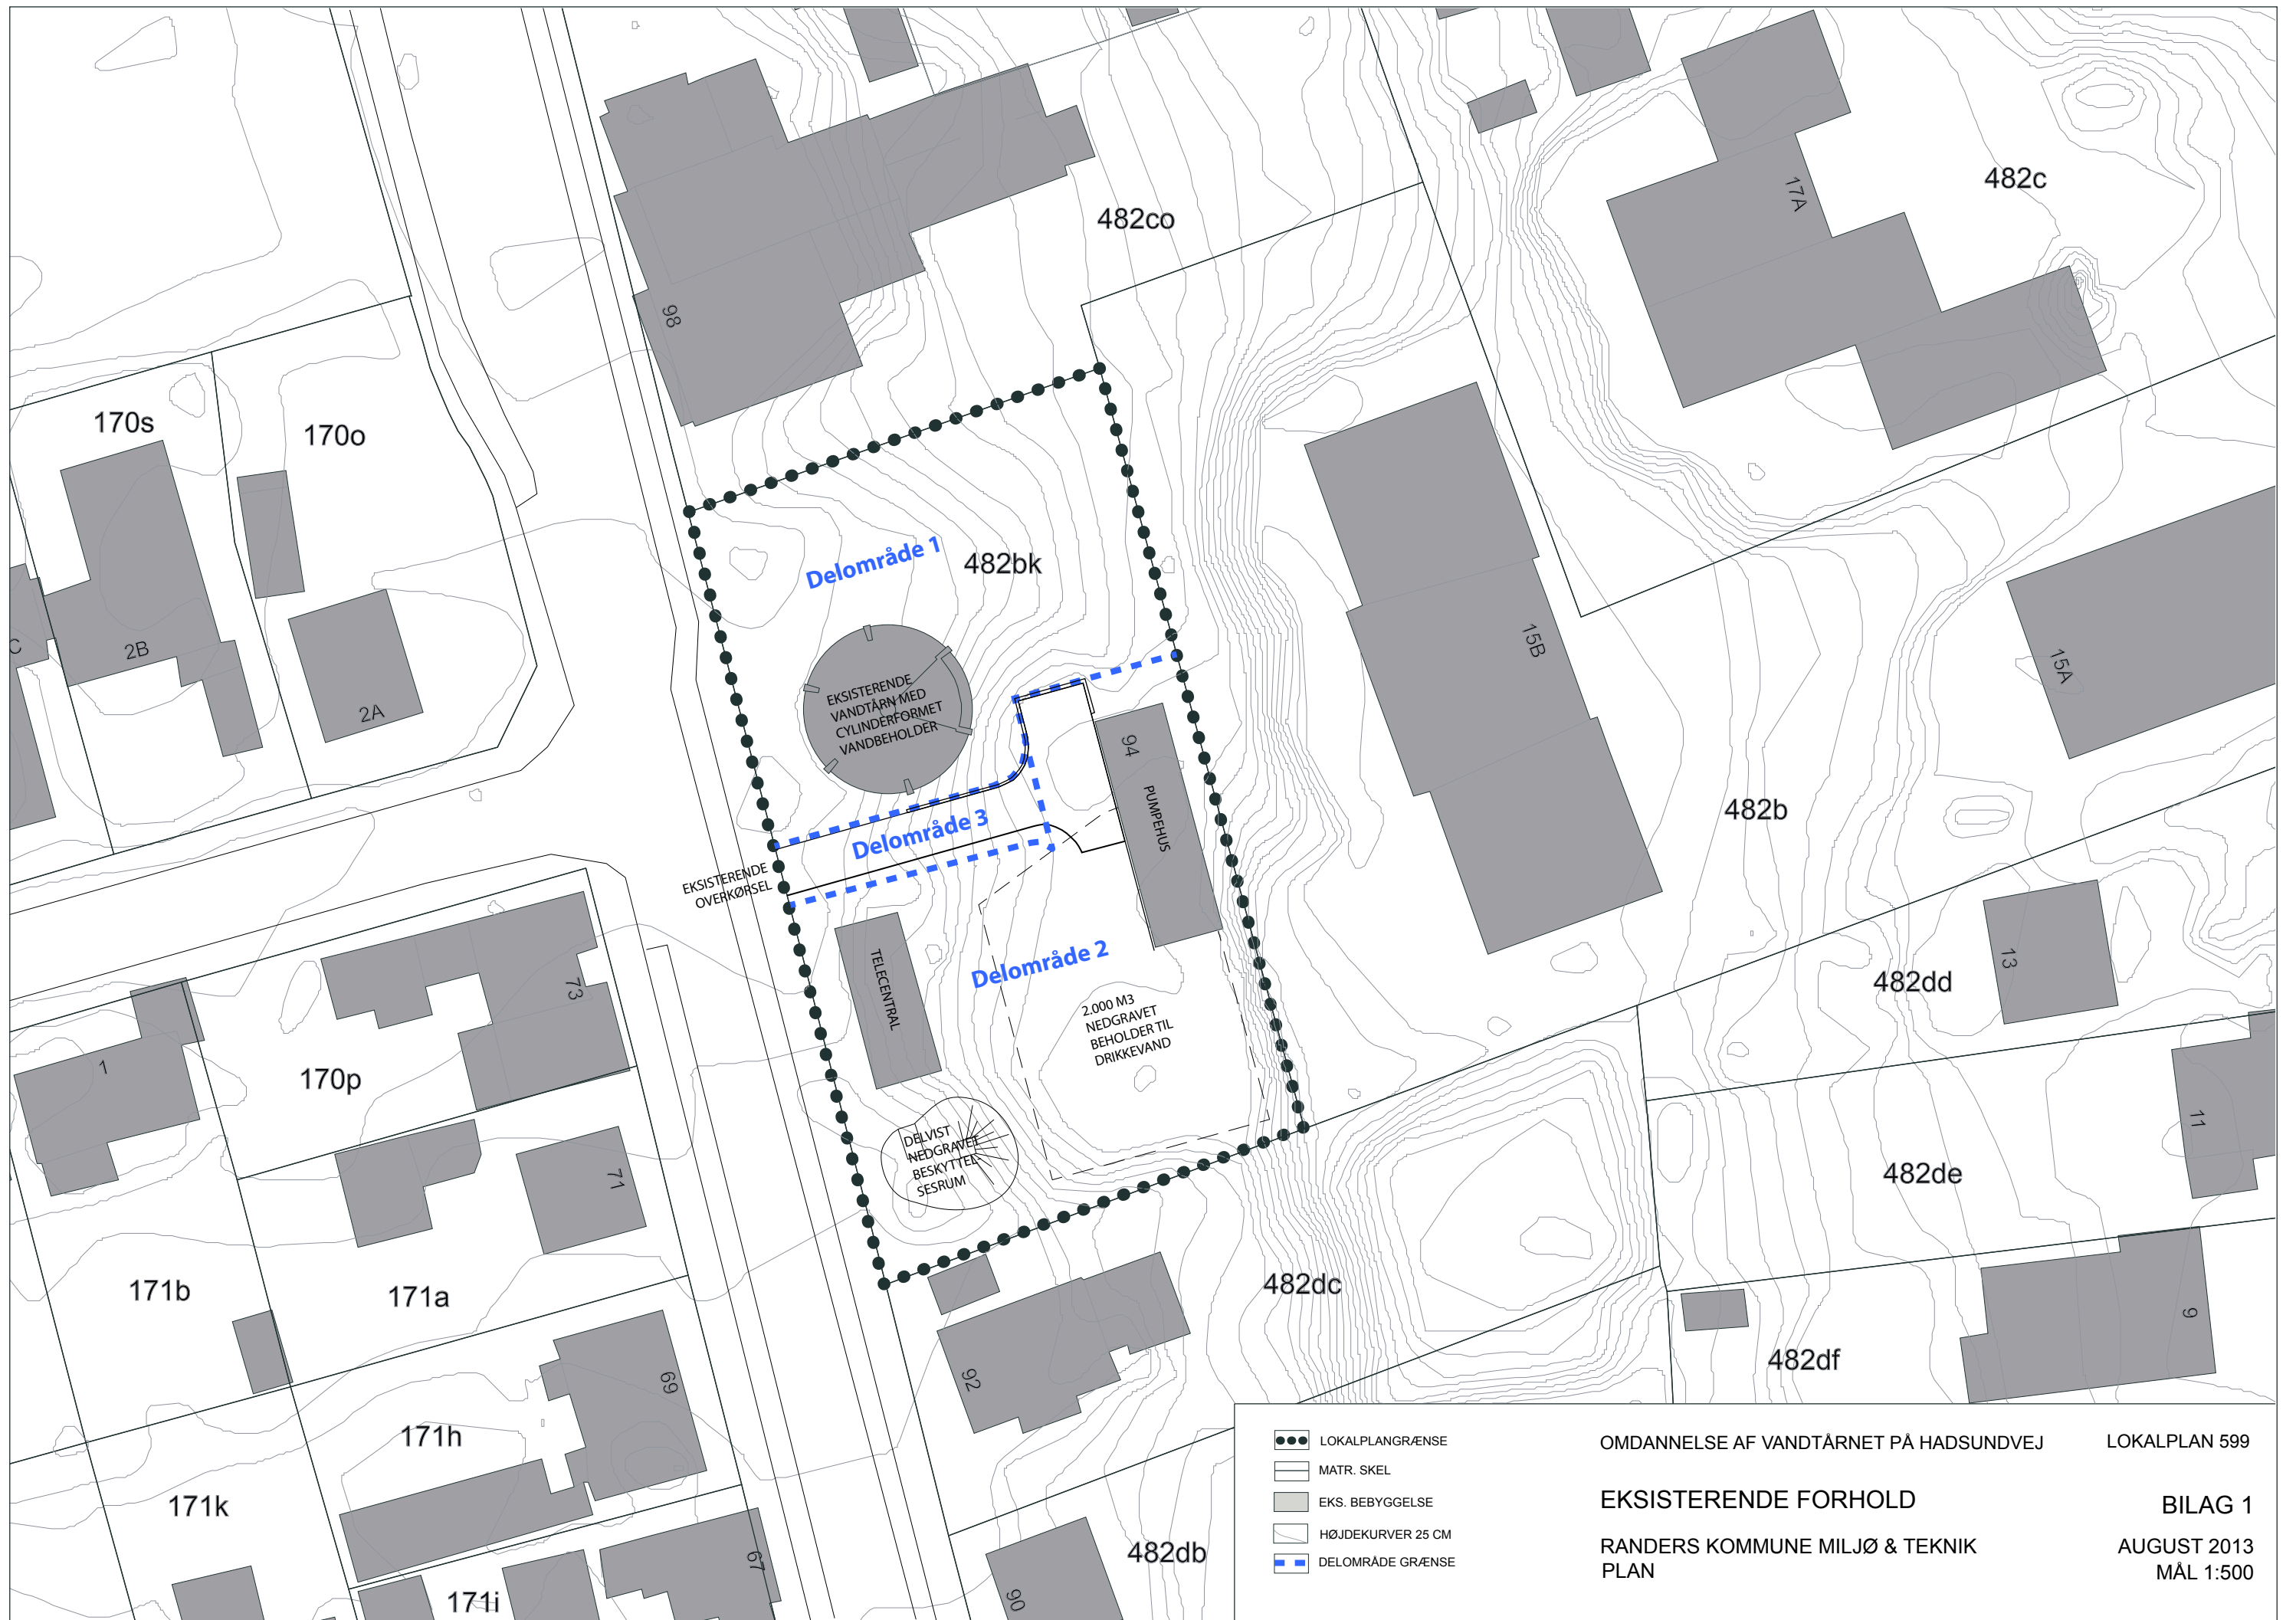 482co
482c
17A
98
170s
170o
Delområde 1
482bk
2B
C
2A
EKSISTERENDE
VANDTÅRN MED
CYLINDERFORMET
VANDBEHOLDER
94
PUMPEHUS
15B
15A
482b
Delområde 3
EKSISTERENDE
OVERKØRSEL
TELECENTRAL
Delområde 2
2.000 M3
NEDGRAVET
BEHOLDER TIL
DRIKKEVAND
13
482dd
73
1
170p
71
DELVIST
NEDGRAVET
BESKYTTEL-
SESRUM
11
482de
171b
171a
482dc
9
482df
92
69
171h
171k
171i
67
482db
90
LOKALPLANGRÆNSE
MATR. SKEL
EKS. BEBYGGELSE
HØJDEKURVER 25 CM
DELOMRÅDE GRÆNSE
OMDANNELSE AF VANDTÅRNET PÅ HADSUNDVEJ
LOKALPLAN 599
EKSISTERENDE FORHOLD
BILAG 1
RANDERS KOMMUNE MILJØ & TEKNIK
PLAN
AUGUST 2013
MÅL 1:500